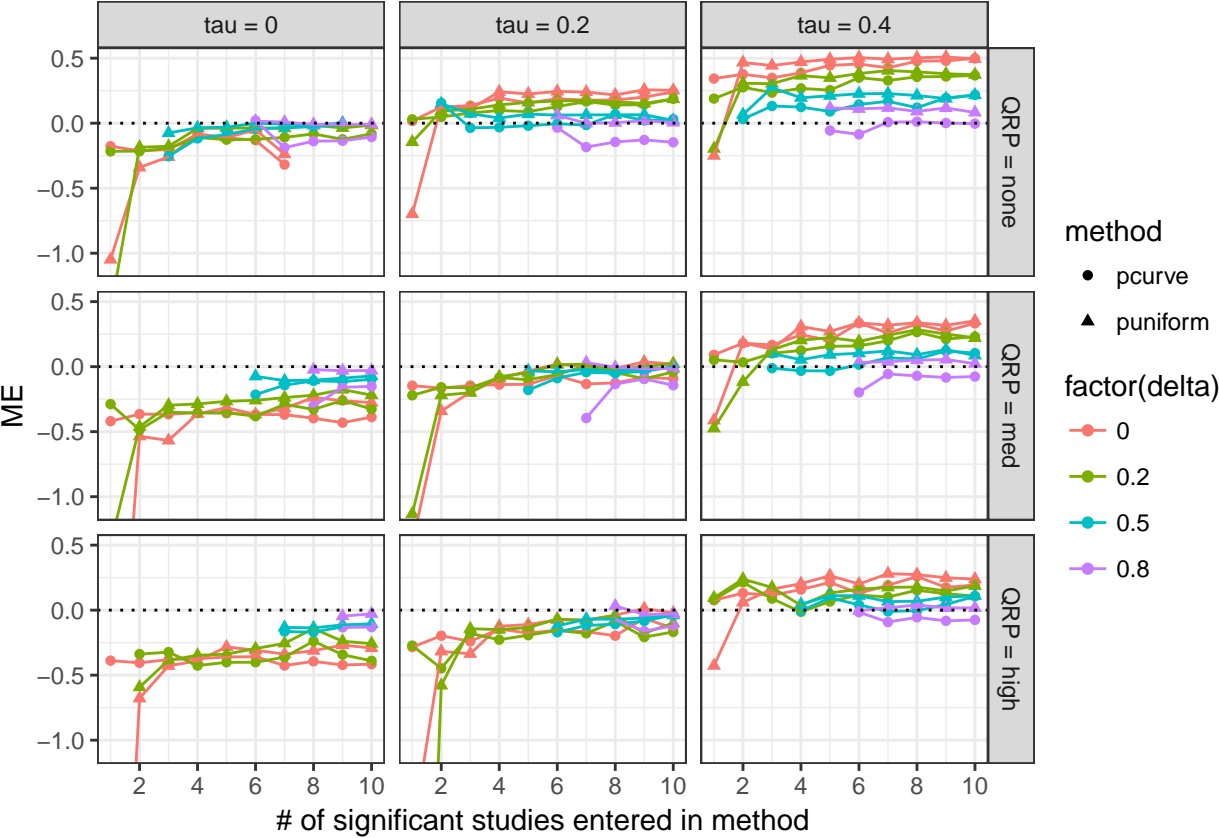 tau = 0
tau = 0.2
tau = 0.4
0.5
0.0
−0.5
−1.0
QRP = none
0.5
0.0
−0.5
−1.0
QRP = med
0.5
0.0
−0.5
−1.0
QRP = high
ME
2 4 6 8 10
2 4 6 8 10
2 4 6 8 10
# of significant studies entered in method
method
pcurve
puniform
factor(delta)
0
0.2
0.5
0.8